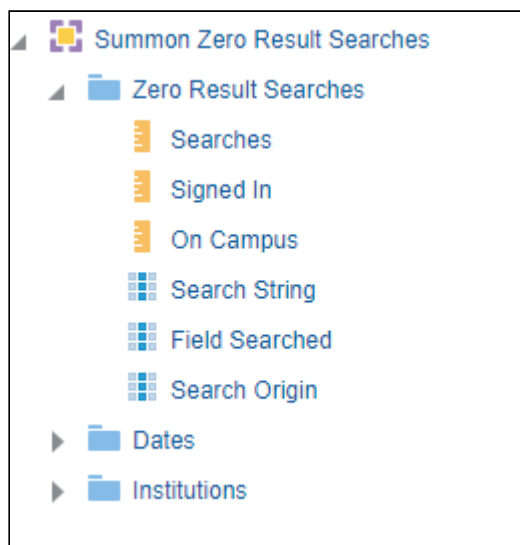 Summon Zero Result Searches
Zero Result Searches
Searches
Signed In
On Campus
Search String
Field Searched
Search Origin
Dates
Institutions